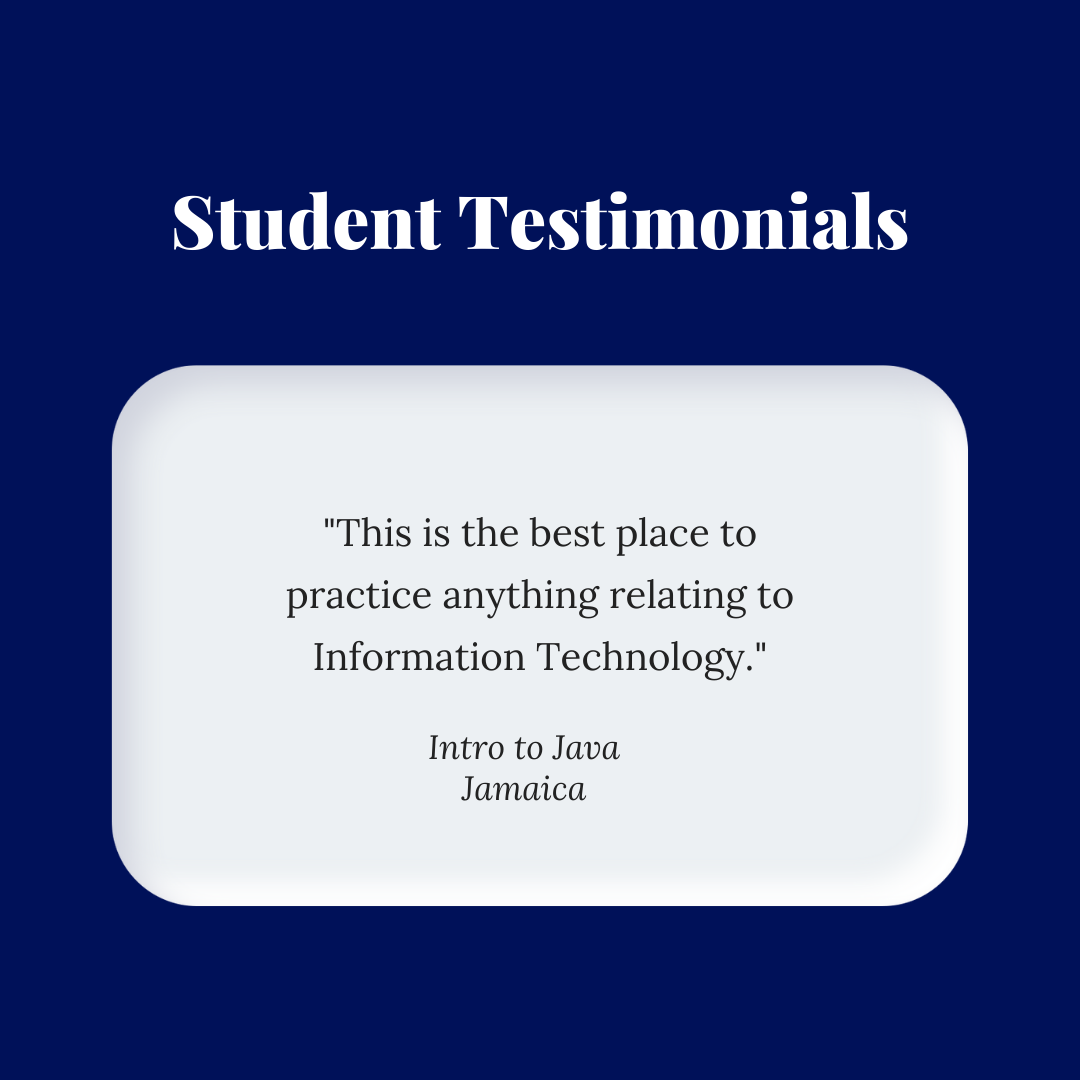 Student Testimonials
"This is the best place to
practice anything relating to
Information Technology."
Intro to Java
Jamaica